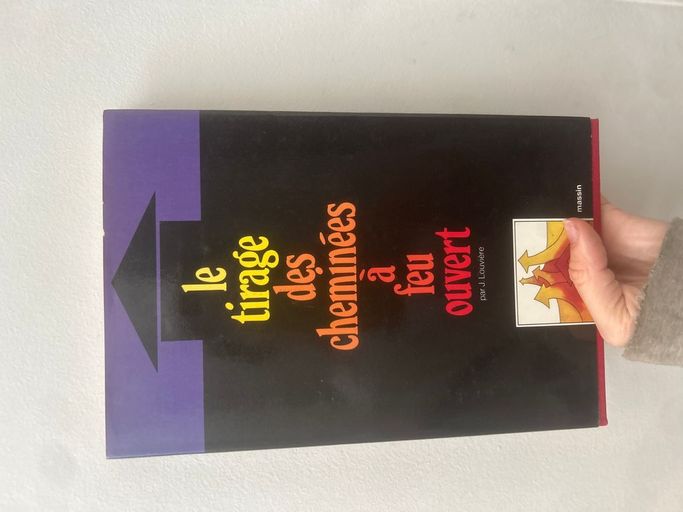 le
tirage
des
cheminées
à
feu
ouvert
par J. Louvière
massin